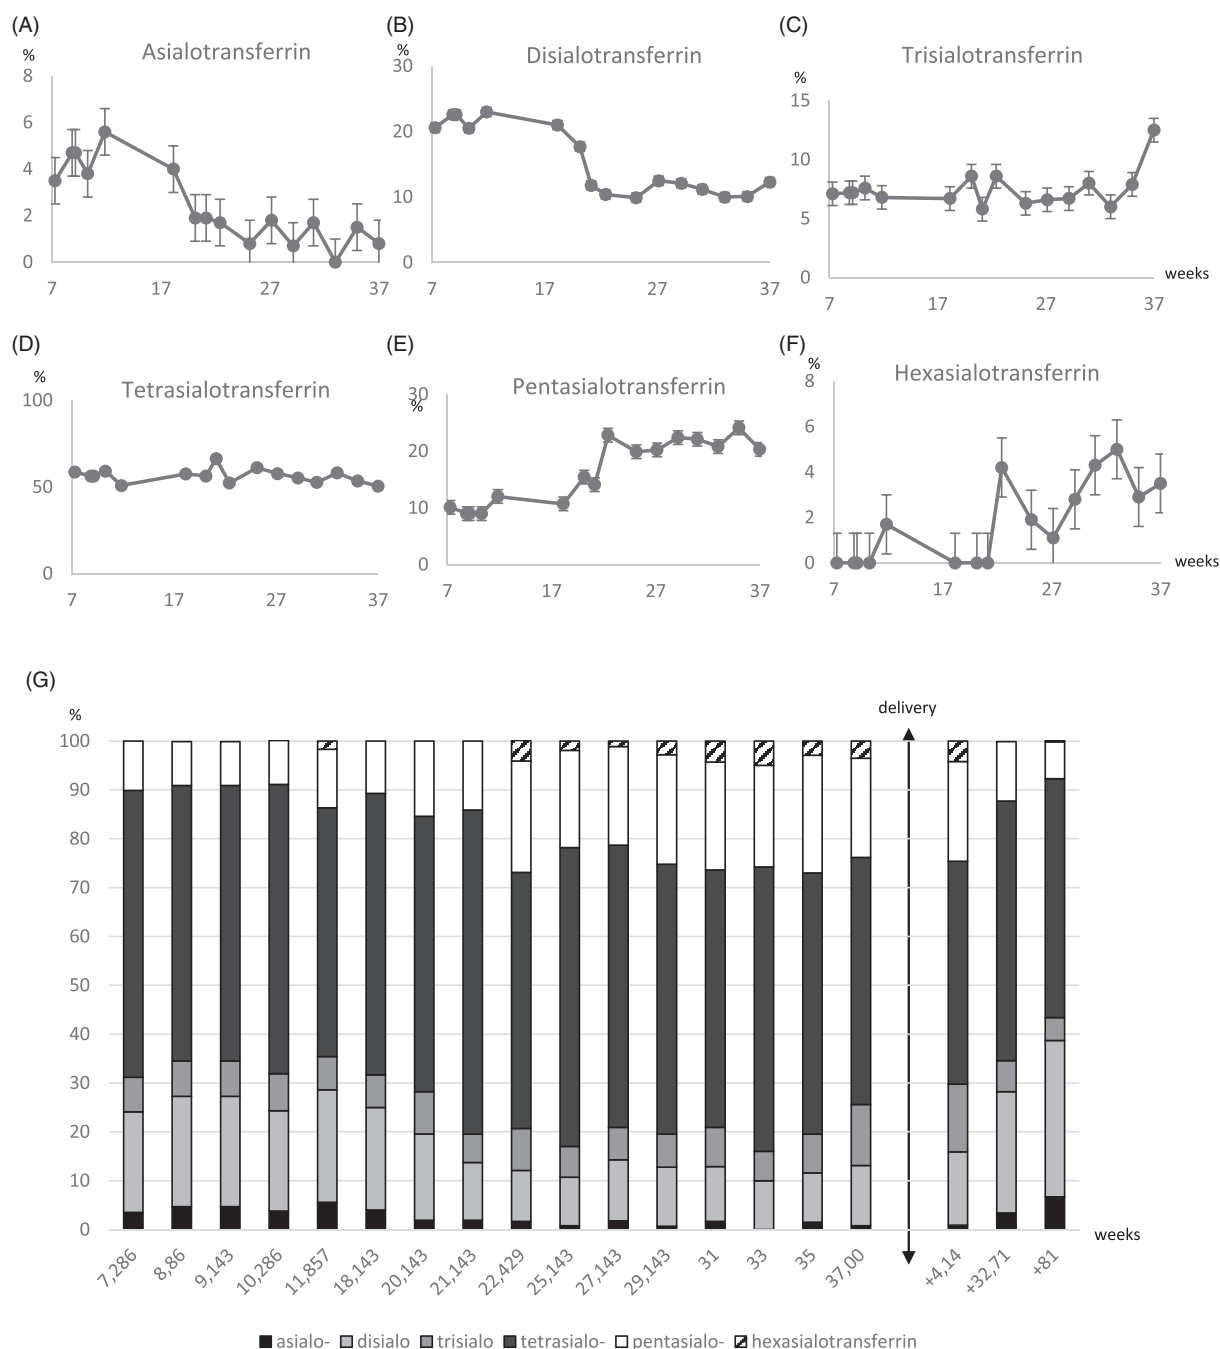 (A)
Asialotransferrin
%
8
6
4
2
0
7 17 27 37
(B)
Disialotransferrin
%
30
20
10
0
7 17 27 37
(C)
Trisialotransferrin
%
15
10
5
0
weeks
7 17 27 37
(D)
Tetrasialotransferrin
%
100
50
0
7 17 27 37
(E)
Pentasialotransferrin
30
%
20
10
0
7 17 27 37
(F)
Hexasialotransferrin
%
8
6
4
2
0
weeks
7 17 27 37
(G)
%
delivery
100
90
80
70
60
50
40
30
20
10
0
weeks
7,286 8,86 9,143 10,286 11,857 18,143 20,143 21,143 22,429 25,143 27,143 29,143 31 33 35 37,00 +4,14 +32,71 +81
asialo- disialo trisialo tetrasialo- pentasialo- hexasialotransferrin